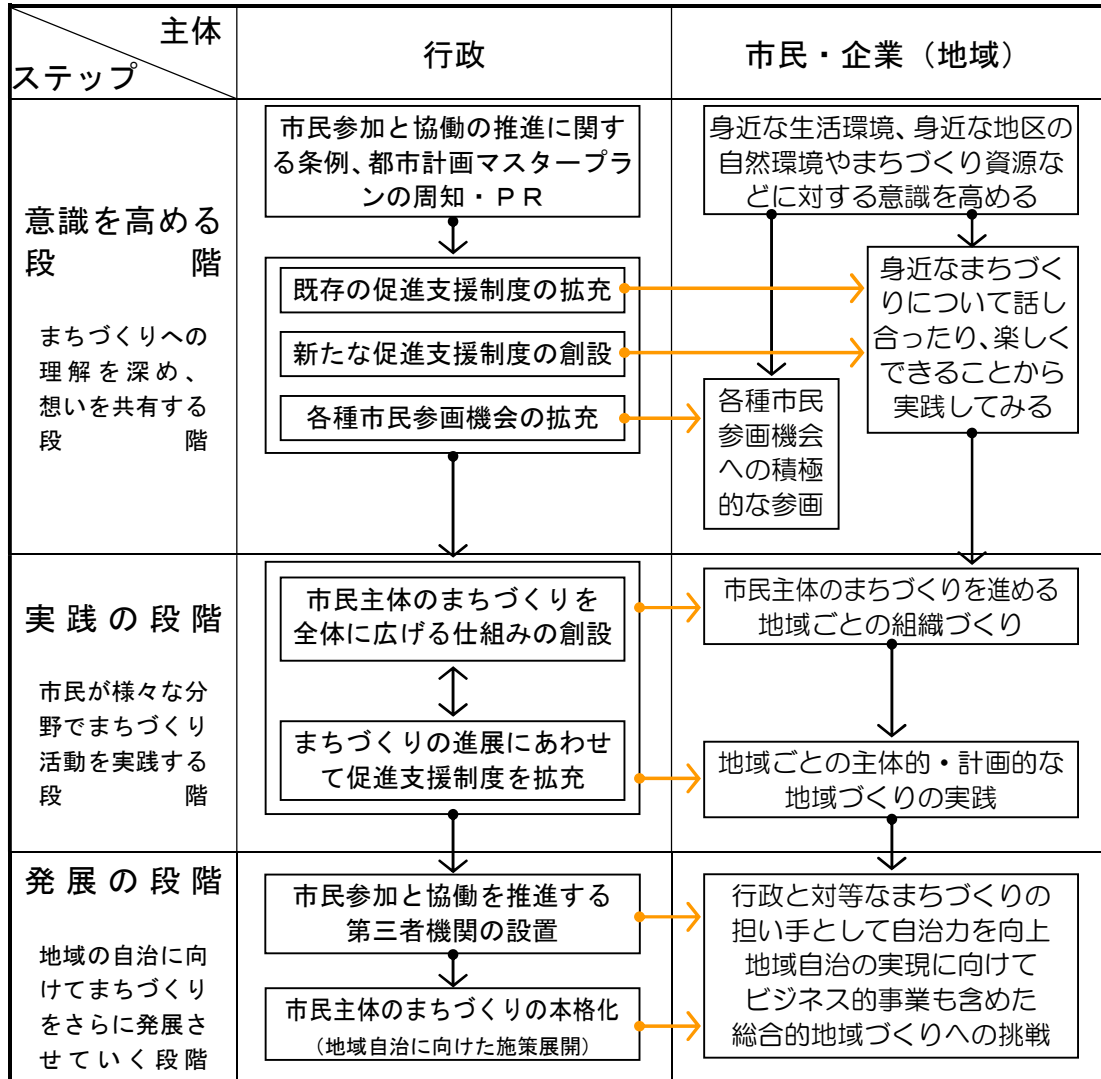 主体
ステップ
行政
市民・企業（地域）
意識を高める
段階
まちづくりへの
理解を深め、
想いを共有する
段階
市民参加と協働の推進に関す
る条例、都市計画マスタープラ
ンの周知・ＰＲ
既存の促進支援制度の拡充
新たな促進支援制度の創設
各種市民参画機会の拡充
身近な生活環境、身近な地区の
自然環境やまちづくり資源な
どに対する意識を高める
身近なまちづく
りについて話し
合ったり、楽しく
できることから
実践してみる
各種市民
参画機会
への積極
的な参画
実践の段階
市民が様々な分
野でまちづくり
活動を実践する
段階
市民主体のまちづくりを
全体に広げる仕組みの創設
まちづくりの進展にあわせ
て促進支援制度を拡充
市民主体のまちづくりを進める
地域ごとの組織づくり
地域ごとの主体的・計画的な
地域づくりの実践
発展の段階
地域の自治に向
けてまちづくり
をさらに発展さ
せていく段階
市民参加と協働を推進する
第三者機関の設置
市民主体のまちづくりの本格化
（地域自治に向けた施策展開）
行政と対等なまちづくりの
担い手として自治力を向上
地域自治の実現に向けて
ビジネス的事業も含めた
総合的地域づくりへの挑戦